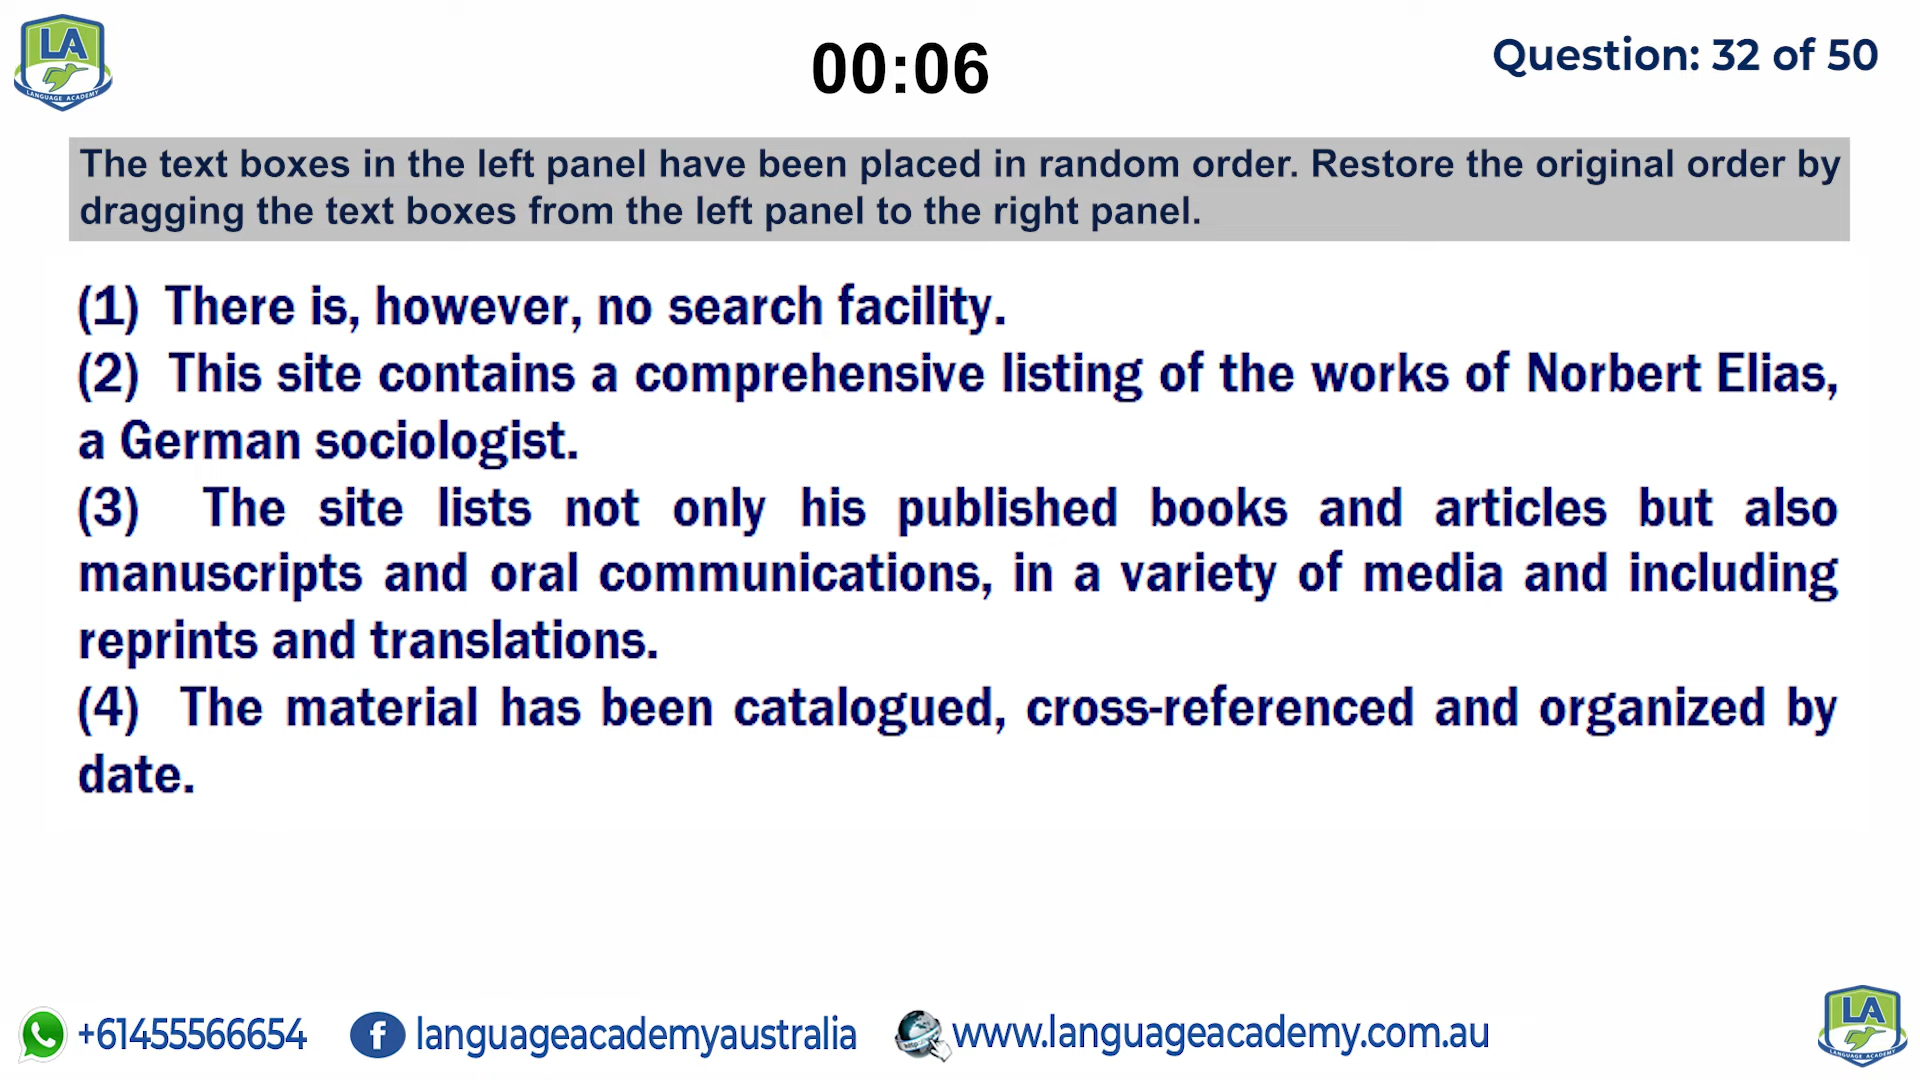 LA
LANGUAGE ACADEMY
00:06
Question: 32 of 50
The text boxes in the left panel have been placed in random order. Restore the original order by
dragging the text boxes from the left panel to the right panel.
(1) There is, however, no search facility.
(2) This site contains a comprehensive listing of the works of Norbert Elias,
a German sociologist.
(3) The site lists not only his published books and articles but also
manuscripts and oral communications, in a variety of media and including
reprints and translations.
(4) The material has been catalogued, cross-referenced and organized by
date.
+61455566654
f
languageacademyaustralia
http
www.languageacademy.com.au
LA
LANGUAGE ACADEMY